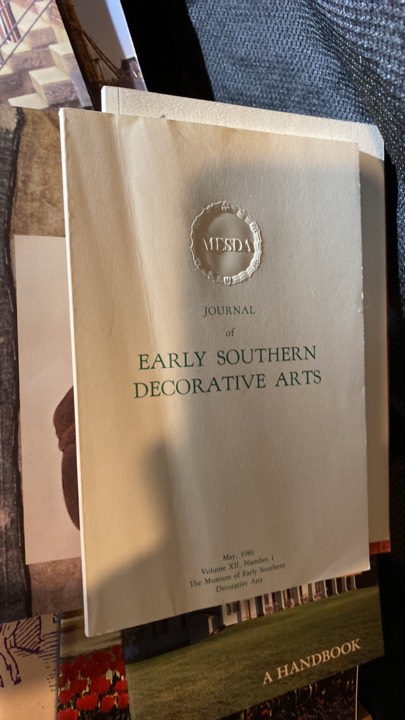 MESDA
JOURNAL
of
EARLY SOUTHERN
DECORATIVE ARTS
May, 1986
Volume XII, Number 1
The Museum of Early Southern
Decorative Arts
A HANDBOOK